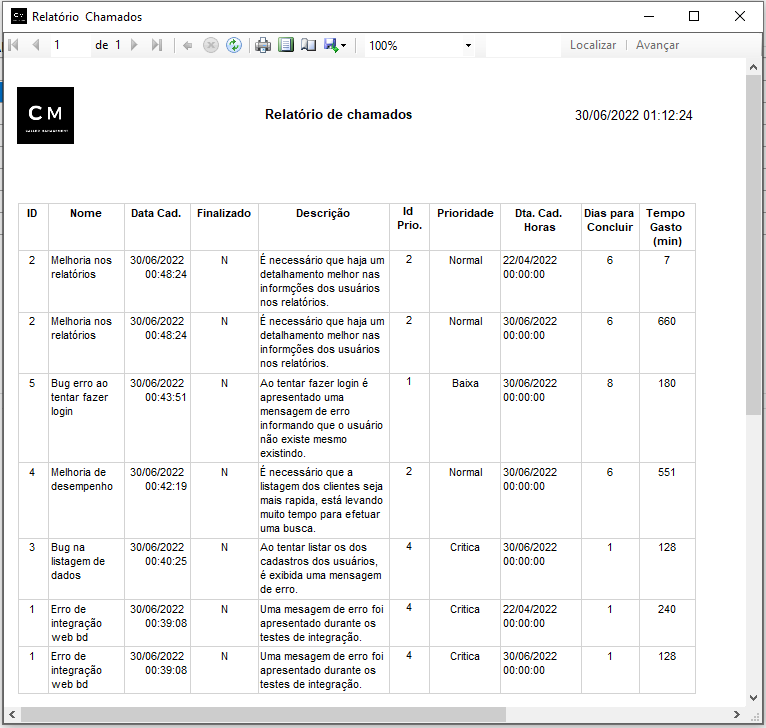 Relatório  Chamados
1 de 1 100% Localizar | Avançar
CM
Relatório de chamados 30/06/2022 01:12:24
ID Nome Data Cad. Finalizado Descrição Id Prio. Prioridade Dta. Cad. Horas Dias para Concluir Tempo Gasto (min)
2 Melhoria nos 30/06/2022 N É necessário que haja um 2 Normal 22/04/2022 6 7
relatórios 00:48:24 detalhamento melhor nas 00:00:00
informções dos usuários
nos relatórios.
2 Melhoria nos 30/06/2022 N É necessário que haja um 2 Normal 30/06/2022 6 660
relatórios 00:48:24 detalhamento melhor nas 00:00:00
informções dos usuários
nos relatórios.
5 Bug erro ao 30/06/2022 N Ao tentar fazer login é 1 Baixa 30/06/2022 8 180
tentar fazer 00:43:51 apresentado uma 00:00:00
login mensagem de erro
informando que o usuário
não existe mesmo
existindo.
4 Melhoria de 30/06/2022 N É necessário que a 2 Normal 30/06/2022 6 551
desempenho 00:42:19 listagem dos clientes seja 00:00:00
mais rapida, está levando
muito tempo para efetuar
uma busca.
3 Bug na 30/06/2022 N Ao tentar listar os dos 4 Critica 30/06/2022 1 128
listagem de 00:40:25 cadastros dos usuários, 00:00:00
dados é exibida uma mensagem
de erro.
1 Erro de 30/06/2022 N Uma mesagem de erro foi 4 Critica 22/04/2022 1 240
integração 00:39:08 apresentado durante os 00:00:00
web bd testes de integração.
1 Erro de 30/06/2022 N Uma mesagem de erro foi 4 Critica 30/06/2022 1 128
integração 00:39:08 apresentado durante os 00:00:00
web bd testes de integração.